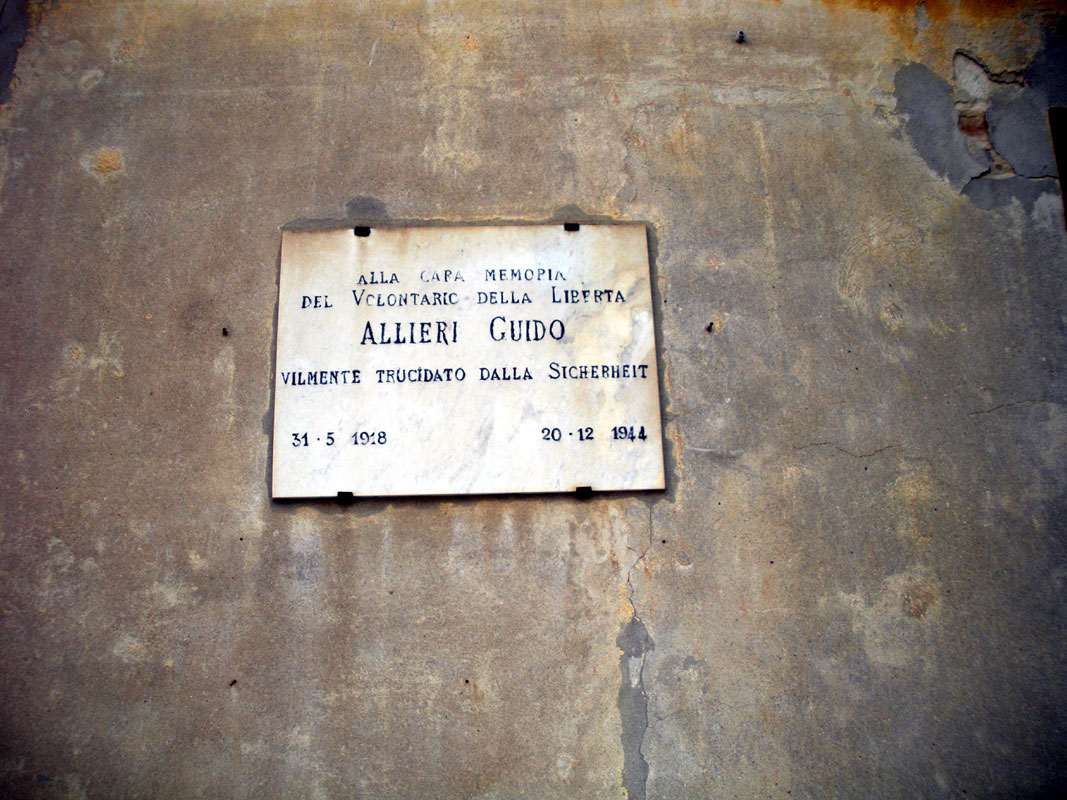 ALLA CARA MEMORIA
DEL VOLONTARIO DELLA LIBERTA
ALLIERI GUIDO
VILMENTE TRUCIDATO DALLA SICHERHEIT
31·5 1918 20·12 1944